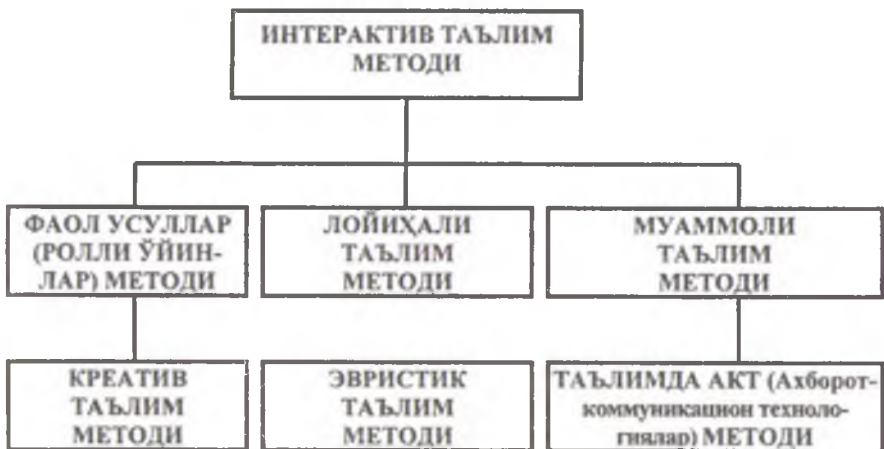 ИНТЕРАКТИВ ТАЪЛИМ
МЕТОДИ
ФАОЛ УСУЛЛАР
(РОЛЛИ ЎЙИН-
ЛАР) МЕТОДИ
ЛОЙИҲАЛИ
ТАЪЛИМ
МЕТОДИ
МУАММОЛИ
ТАЪЛИМ
МЕТОДИ
КРЕАТИВ
ТАЪЛИМ
МЕТОДИ
ЭВРИСТИК
ТАЪЛИМ
МЕТОДИ
ТАЪЛИМДА АКТ (Ахборот-
коммуникацион техноло-
гиялар) МЕТОДИ